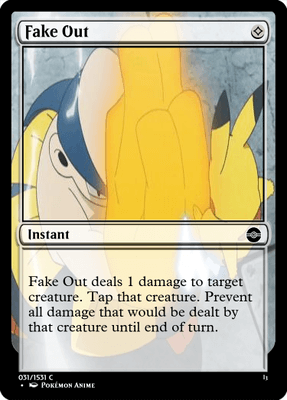 Fake Out
Instant
Fake Out deals 1 damage to target
creature. Tap that creature. Prevent
all damage that would be dealt by
that creature until end of turn.
031/1531 C
• Pokémon Anime